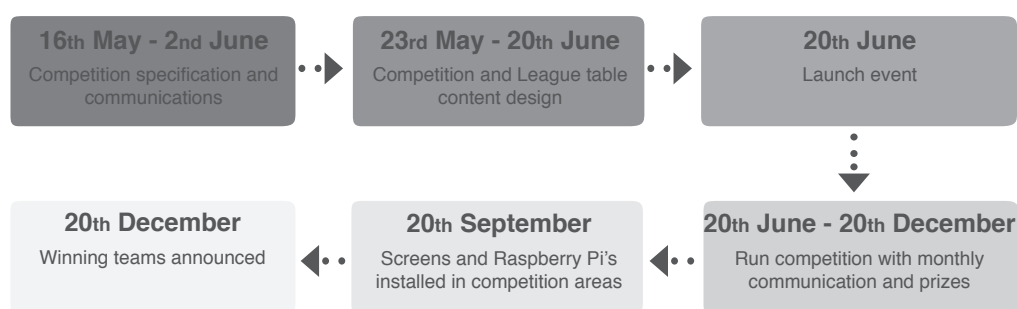 16th May - 2nd June
Competition specification and
communications
23rd May - 20th June
Competition and League table
content design
20th June
Launch event
20th June - 20th December
Run competition with monthly
communication and prizes
20th September
Screens and Raspberry Pi's
installed in competition areas
20th December
Winning teams announced